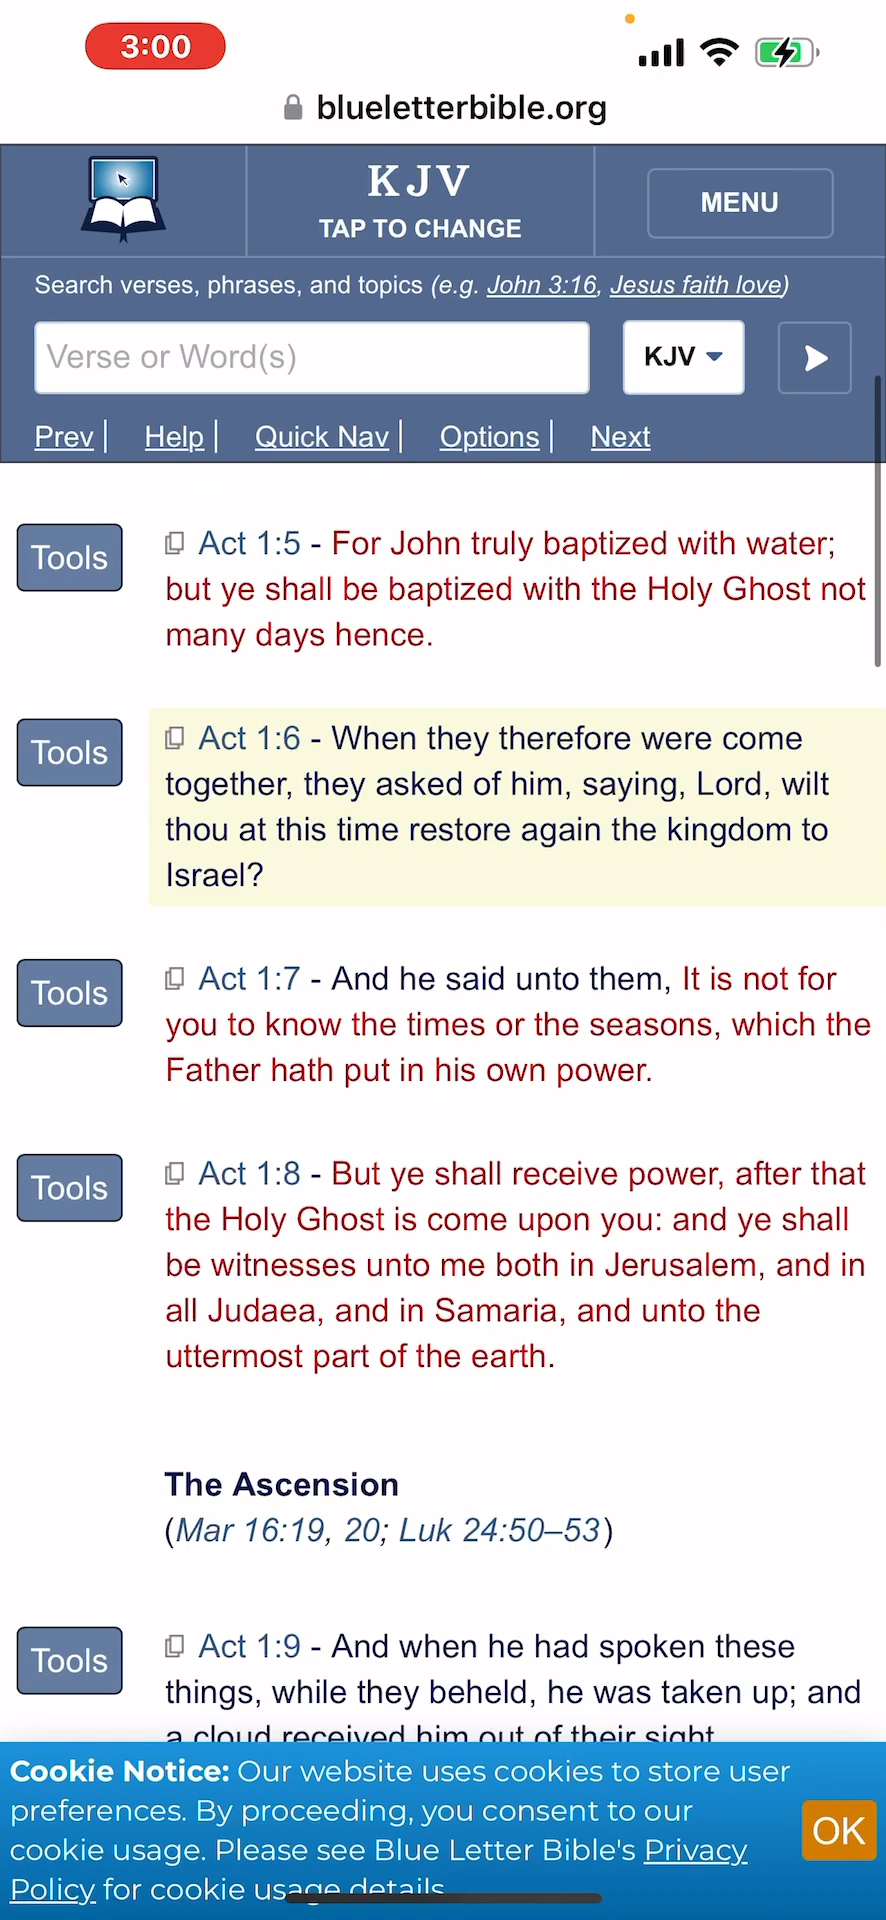 3:00
blueletterbible.org
KJV
TAP TO CHANGE
MENU
Search verses, phrases, and topics (e.g. John 3:16, Jesus faith love)
Verse or Word(s)
KJV
Prev | Help | Quick Nav | Options | Next
Tools
Act 1:5 - For John truly baptized with water;
but ye shall be baptized with the Holy Ghost not
many days hence.
Tools
Act 1:6 - When they therefore were come
together, they asked of him, saying, Lord, wilt
thou at this time restore again the kingdom to
Israel?
Tools
Act 1:7 - And he said unto them, It is not for
you to know the times or the seasons, which the
Father hath put in his own power.
Tools
Act 1:8 - But ye shall receive power, after that
the Holy Ghost is come upon you: and ye shall
be witnesses unto me both in Jerusalem, and in
all Judaea, and in Samaria, and unto the
uttermost part of the earth.
The Ascension
(Mar 16:19, 20; Luk 24:50–53)
Tools
Act 1:9 - And when he had spoken these
things, while they beheld, he was taken up; and
a cloud received him out of their sight
Cookie Notice: Our website uses cookies to store user
preferences. By proceeding, you consent to our
cookie usage. Please see Blue Letter Bible's Privacy
Policy for cookie usage details
OK